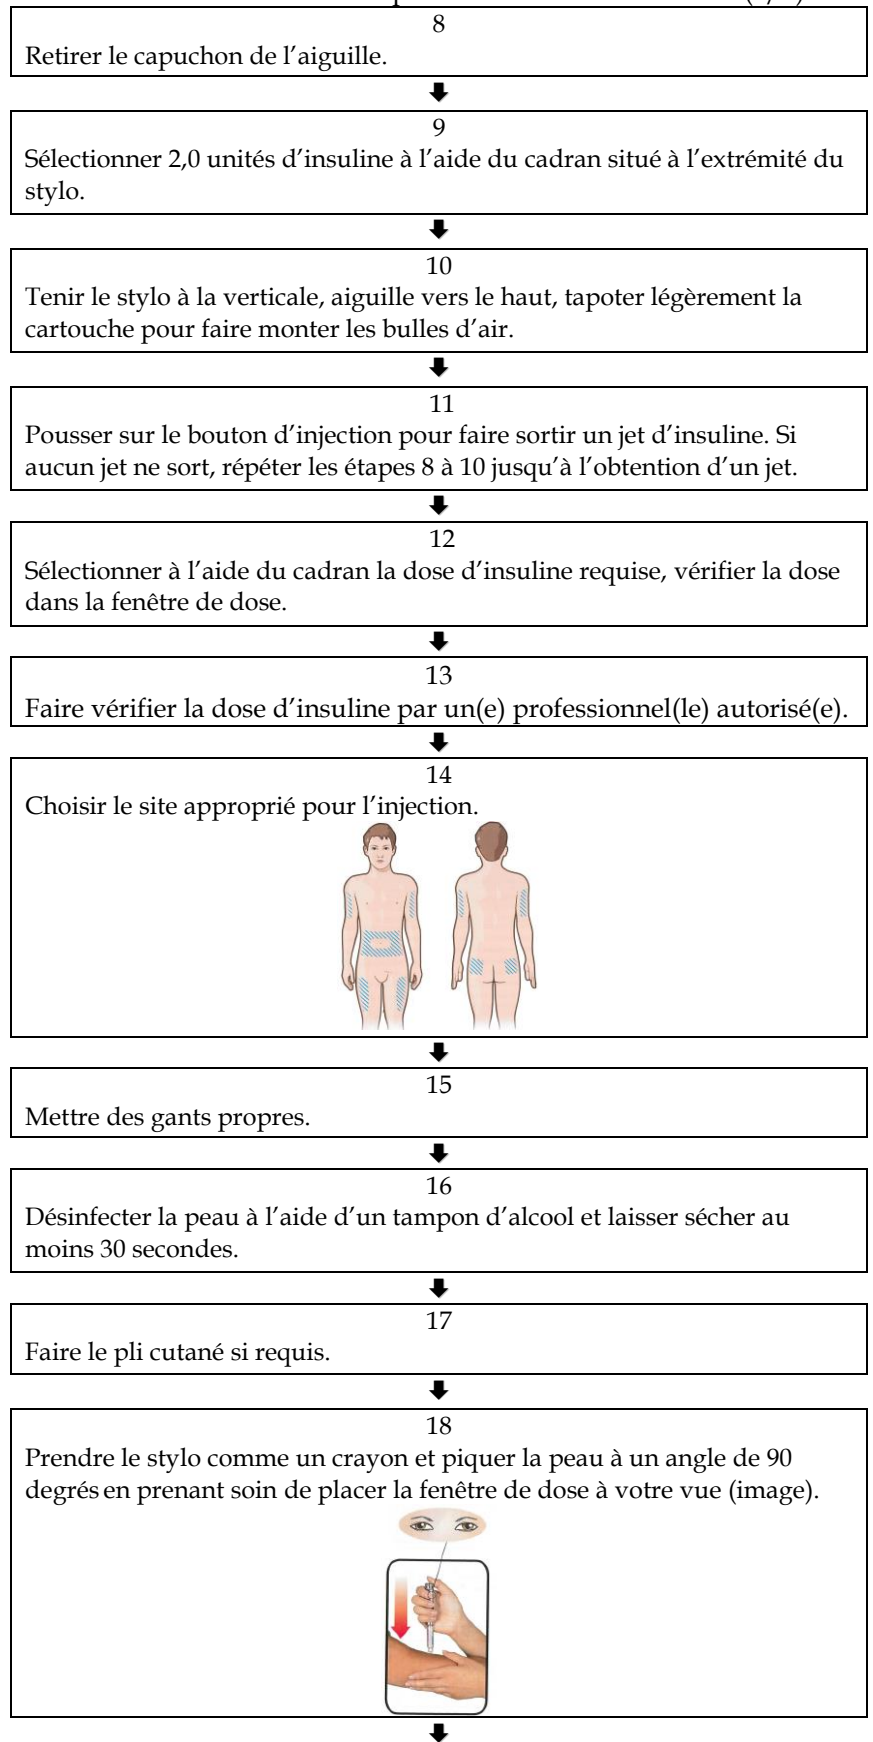 8
Retirer le capuchon de l’aiguille.
9
Sélectionner 2,0 unités d’insuline à l’aide du cadran situé à l’extrémité du
stylo.
10
Tenir le stylo à la verticale, aiguille vers le haut, tapoter légèrement la
cartouche pour faire monter les bulles d’air.
11
Pousser sur le bouton d’injection pour faire sortir un jet d’insuline. Si
aucun jet ne sort, répéter les étapes 8 à 10 jusqu’à l’obtention d’un jet.
12
Sélectionner à l’aide du cadran la dose d’insuline requise, vérifier la dose
dans la fenêtre de dose.
13
Faire vérifier la dose d’insuline par un(e) professionnel(le) autorisé(e).
14
Choisir le site approprié pour l’injection.
15
Mettre des gants propres.
16
Désinfecter la peau à l’aide d’un tampon d’alcool et laisser sécher au
moins 30 secondes.
17
Faire le pli cutané si requis.
18
Prendre le stylo comme un crayon et piquer la peau à un angle de 90
degrés en prenant soin de placer la fenêtre de dose à votre vue (image).